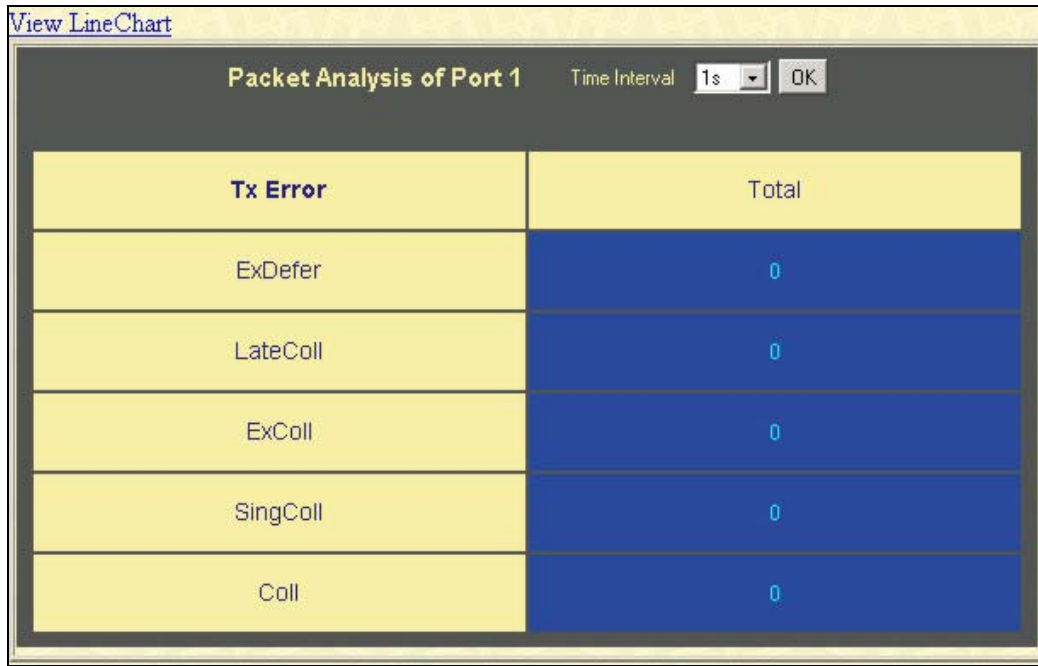 View LineChart
Packet Analysis of Port 1 Time Interval 1s OK
Tx Error Total
ExDefer 0
LateColl 0
ExColl 0
SingColl 0
Coll 0